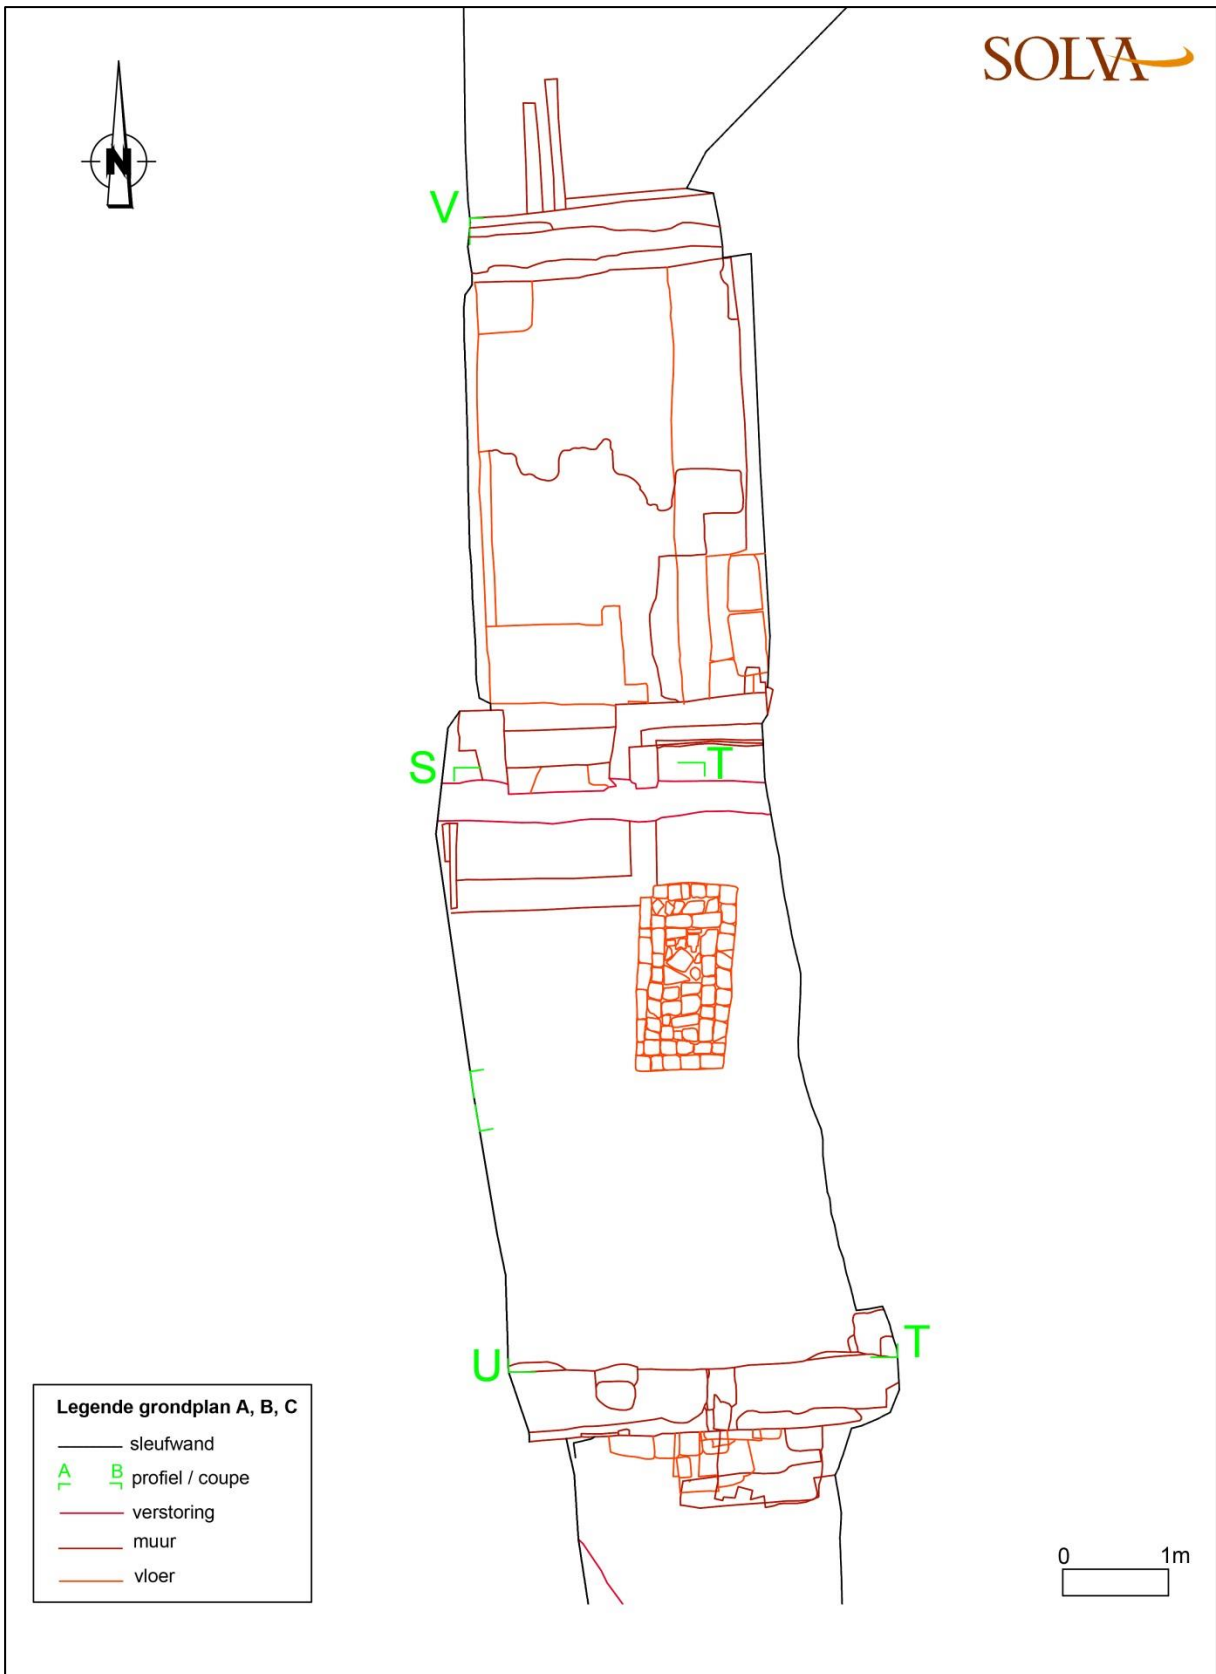 SOLVA
N
V
S
T
U
T
Legende grondplan A, B, C
sleufwand
A B profiel / coupe
verstoring
muur
vloer
0 1m